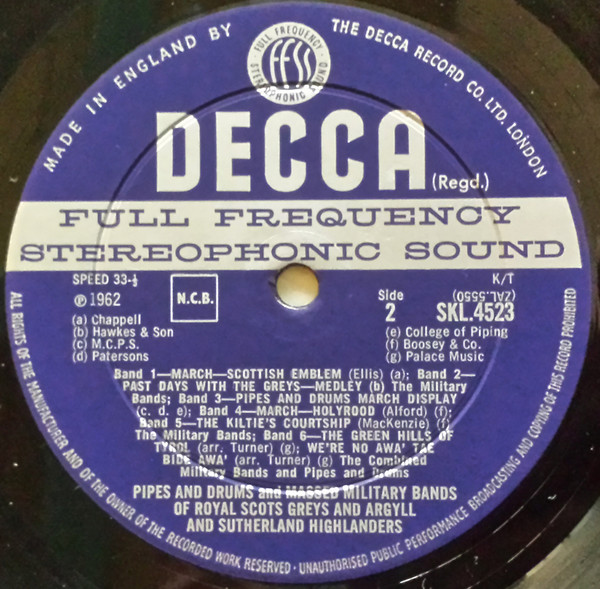 MADE IN ENGLAND BY
THE DECCA RECORD CO. LTD. LONDON
FULL FREQUENCY
FFSS
STEREOPHONIC SOUND
DECCA
(Regd.)
FULL FREQUENCY
STEREOPHONIC SOUND
SPEED 33-⅓
K/T
℗ 1962
N.C.B.
Side
2
(ZAL.5550)
SKL.4523
(a) Chappell
(b) Hawkes & Son
(c) M.C.P.S.
(d) Patersons
(e) College of Piping
(f) Boosey & Co.
(g) Palace Music
Band 1—MARCH—SCOTTISH EMBLEM (Ellis) (a); Band 2—
PAST DAYS WITH THE GREYS—MEDLEY (b) The Military
Bands; Band 3—PIPES AND DRUMS MARCH DISPLAY
(c. d. e); Band 4—MARCH—HOLYROOD (Alford) (f);
Band 5—THE KILTIE'S COURTSHIP (MacKenzie) (f)
The Military Bands; Band 6—THE GREEN HILLS OF
TYROL (arr. Turner) (g); WE'RE NO AWA' TAE
BIDE AWA' (arr. Turner) (g) The Combined
Military Bands and Pipes and Drums
PIPES AND DRUMS and MASSED MILITARY BANDS
OF ROYAL SCOTS GREYS AND ARGYLL
AND SUTHERLAND HIGHLANDERS
ALL RIGHTS OF THE MANUFACTURER AND OF THE OWNER OF THE RECORDED WORK RESERVED · UNAUTHORISED PUBLIC PERFORMANCE BROADCASTING AND COPYING OF THIS RECORD PROHIBITED